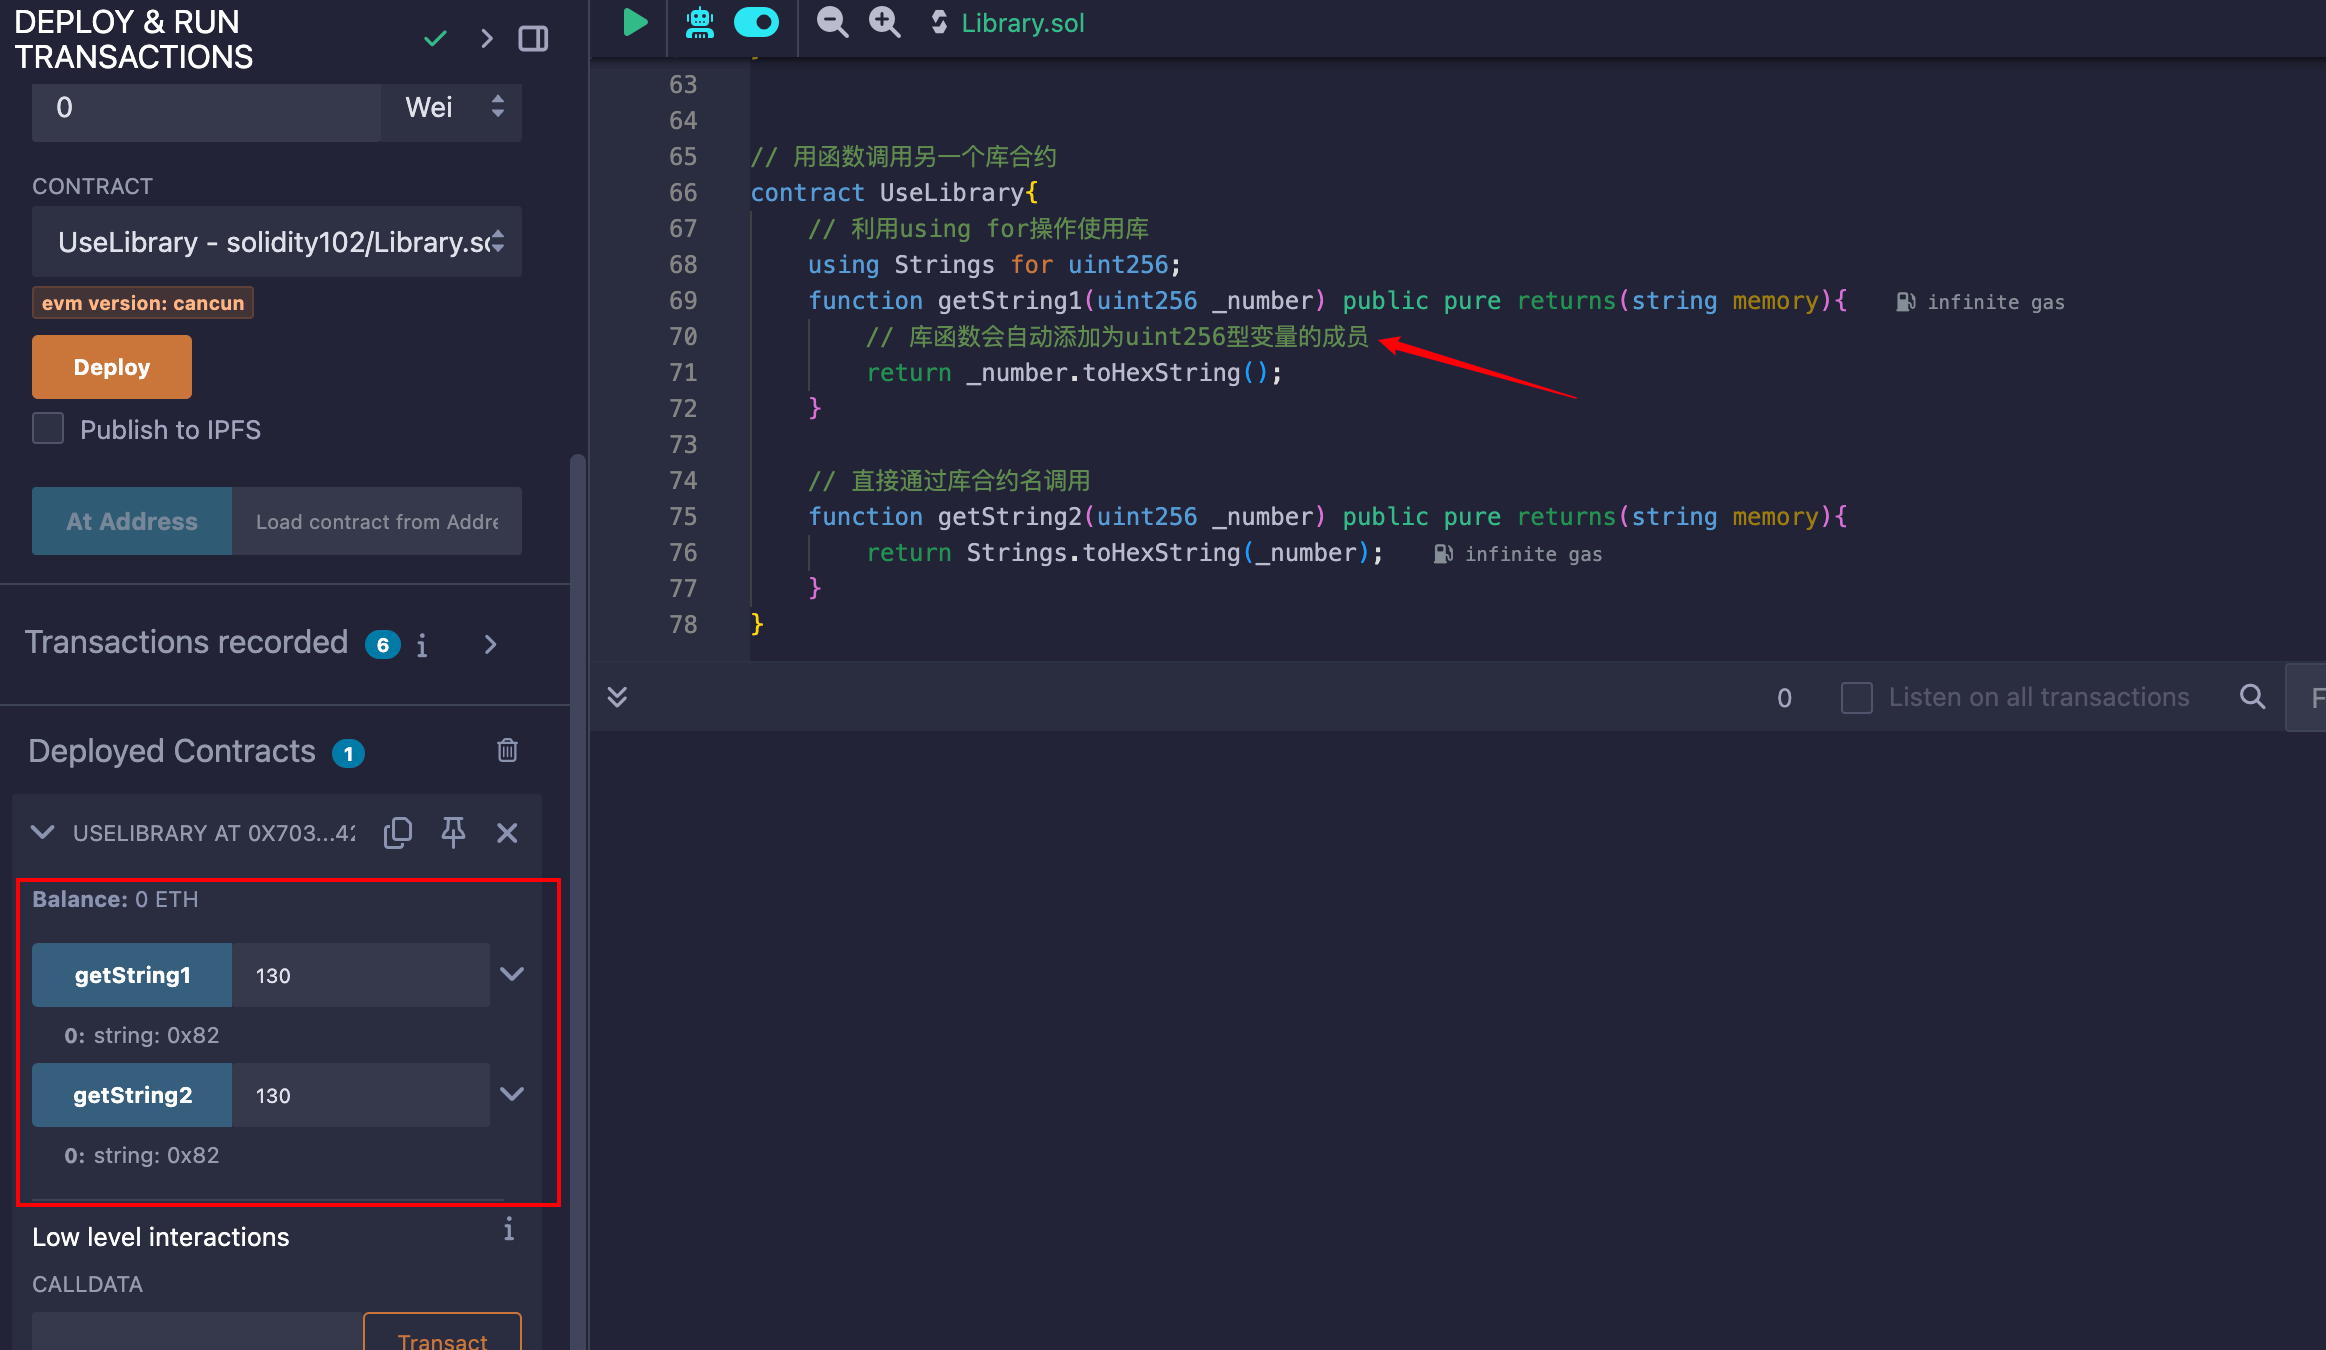 DEPLOY & RUN
TRANSACTIONS
0
Wei
CONTRACT
UseLibrary - solidity102/Library.so
evm version: cancun
Deploy
Publish to IPFS
At Address
Load contract from Addre
Transactions recorded 6 i
Deployed Contracts 1
USELIBRARY AT 0X703...42
Balance: 0 ETH
getString1 130
0: string: 0x82
getString2 130
0: string: 0x82
Low level interactions i
CALLDATA
Transact
Library.sol
63
64
65 // 用函数调用另一个库合约
66 contract UseLibrary{
67 // 利用using for操作使用库
68 using Strings for uint256;
69 function getString1(uint256 _number) public pure returns(string memory){ infinite gas
70 // 库函数会自动添加为uint256型变量的成员
71 return _number.toHexString();
72 }
73
74 // 直接通过库合约名调用
75 function getString2(uint256 _number) public pure returns(string memory){
76 return Strings.toHexString(_number); infinite gas
77 }
78 }
0 Listen on all transactions F